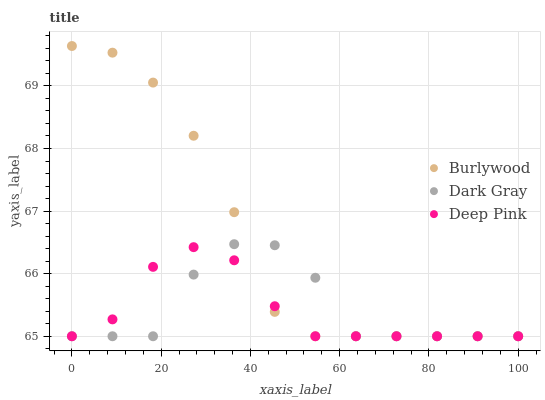 title
yaxis_label
69
68
67
66
65
0
20
40
60
80
100
xaxis_label
Burlywood
Dark Gray
Deep Pink